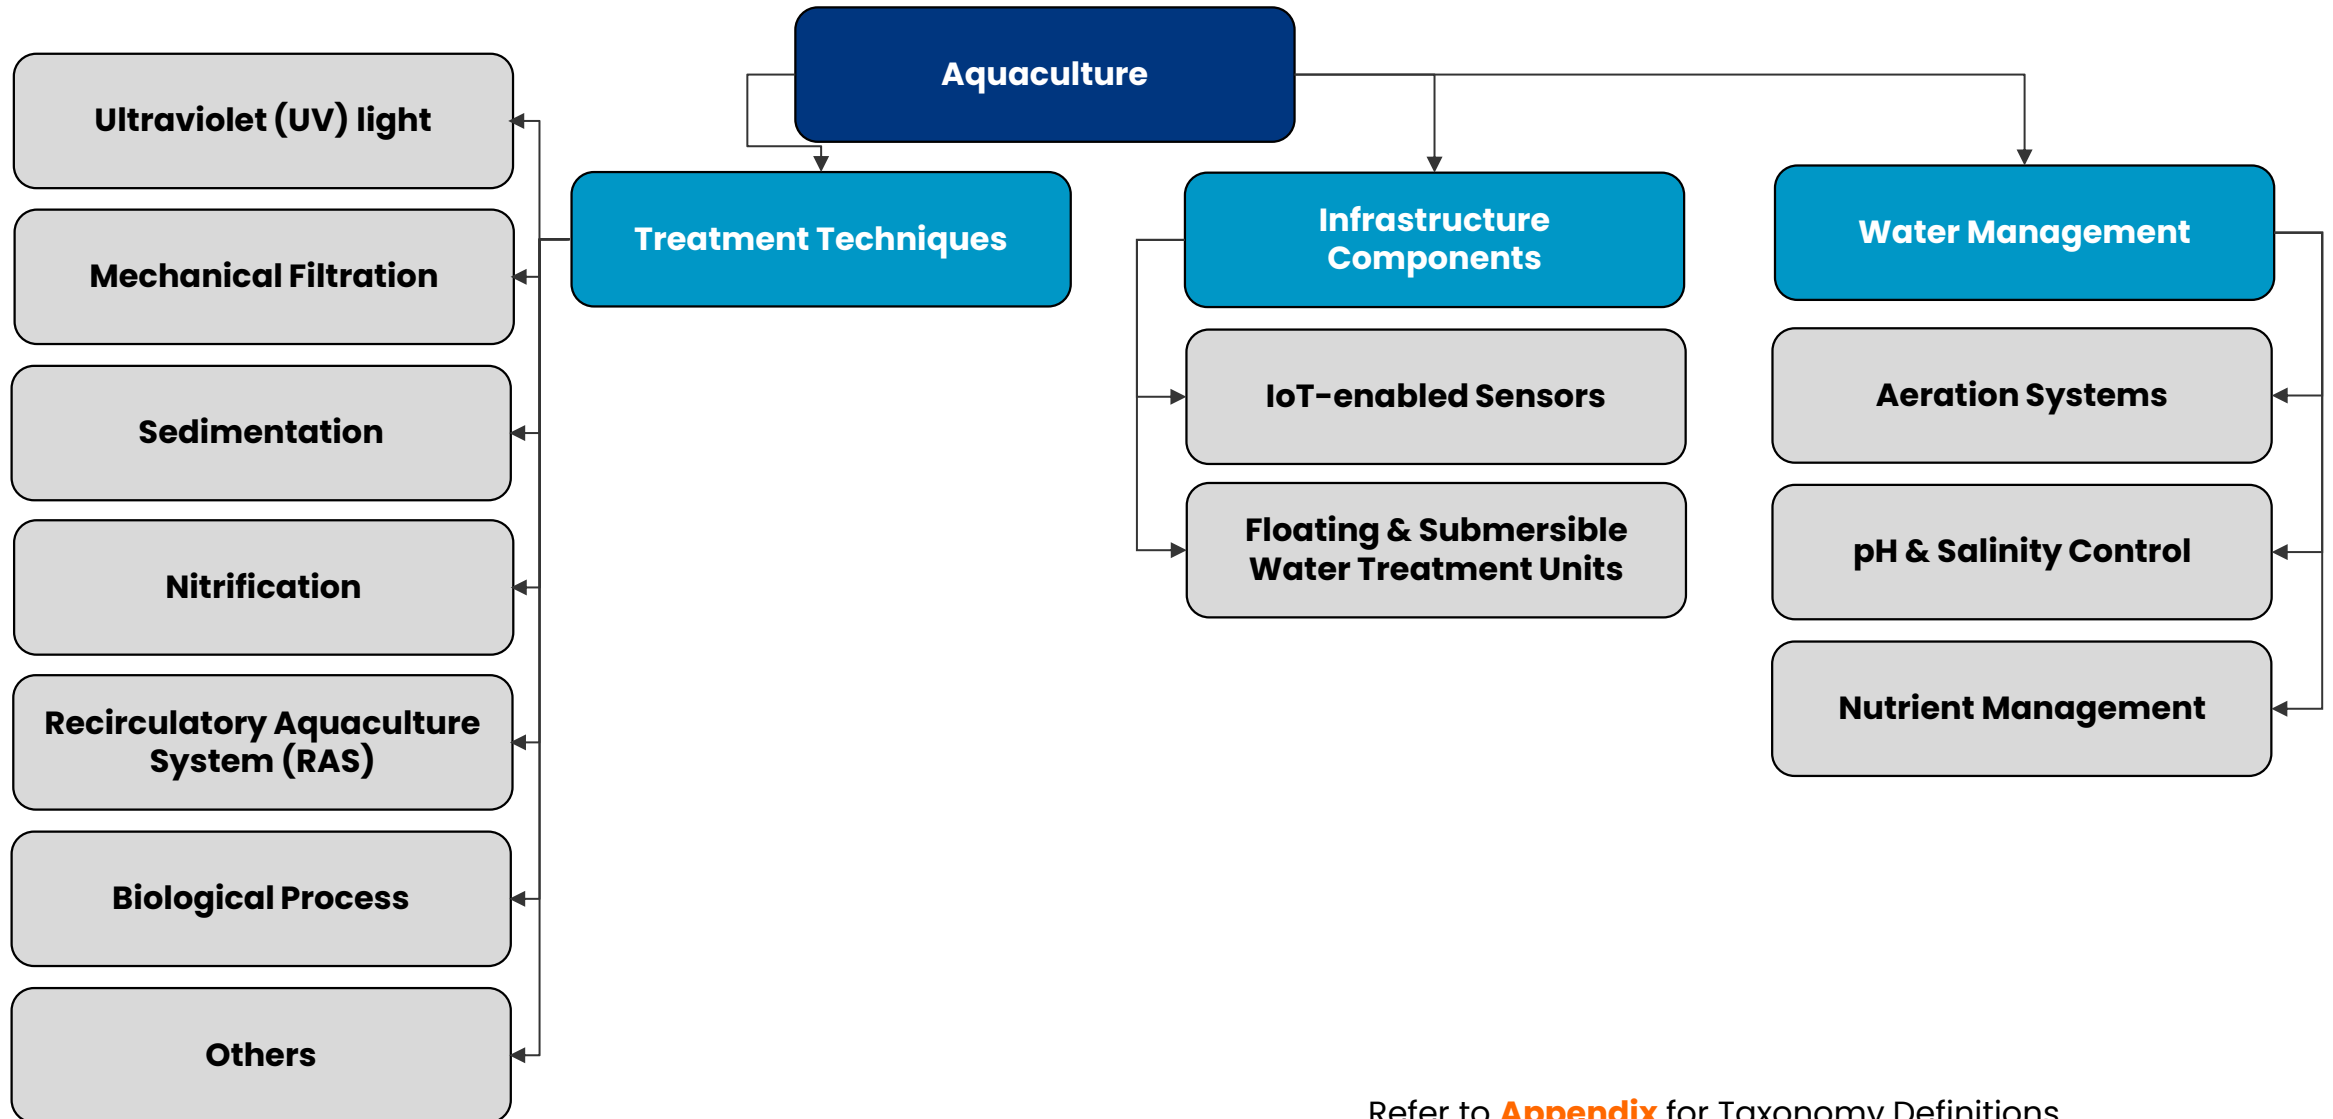 Aquaculture
Treatment Techniques
Ultraviolet (UV) light
Mechanical Filtration
Sedimentation
Nitrification
Recirculatory Aquaculture
System (RAS)
Biological Process
Others
Infrastructure
Components
IoT-enabled Sensors
Floating & Submersible
Water Treatment Units
Water Management
Aeration Systems
pH & Salinity Control
Nutrient Management
Refer to Appendix for Taxonomy Definitions